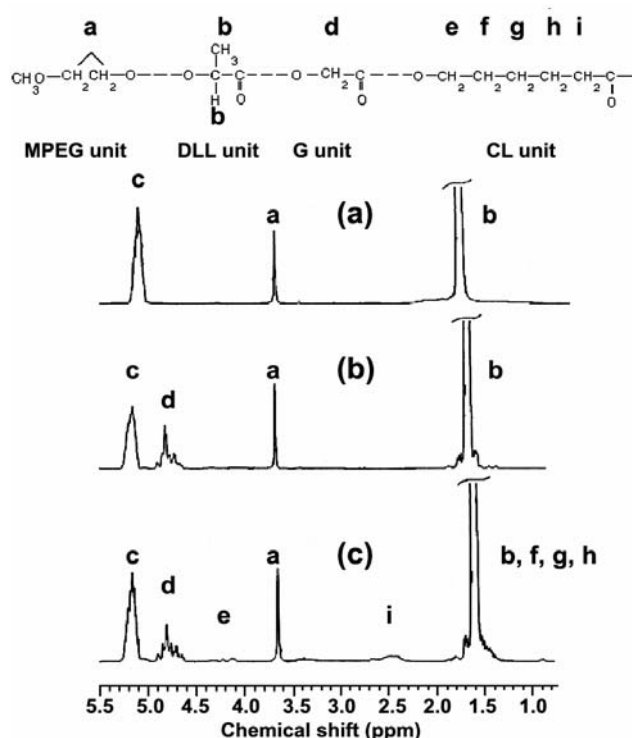 a b d e f g h i
CH3
CH3O—CH2—CH2—O————O—C—C————O—CH2—C————O—CH2—CH2—CH2—CH2—CH2—C—
H O O O
b
MPEG unit DLL unit G unit CL unit
c a (a) b
c d a (b) b
c d e a (c) i b, f, g, h
5.5 5.0 4.5 4.0 3.5 3.0 2.5 2.0 1.5 1.0
Chemical shift (ppm)